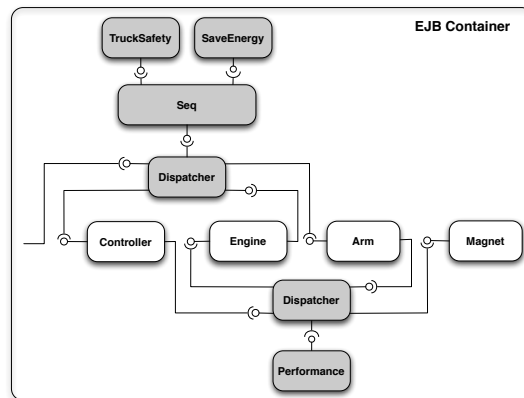 EJB Container
TruckSafety
SaveEnergy
Seq
Dispatcher
Controller
Engine
Arm
Magnet
Dispatcher
Performance